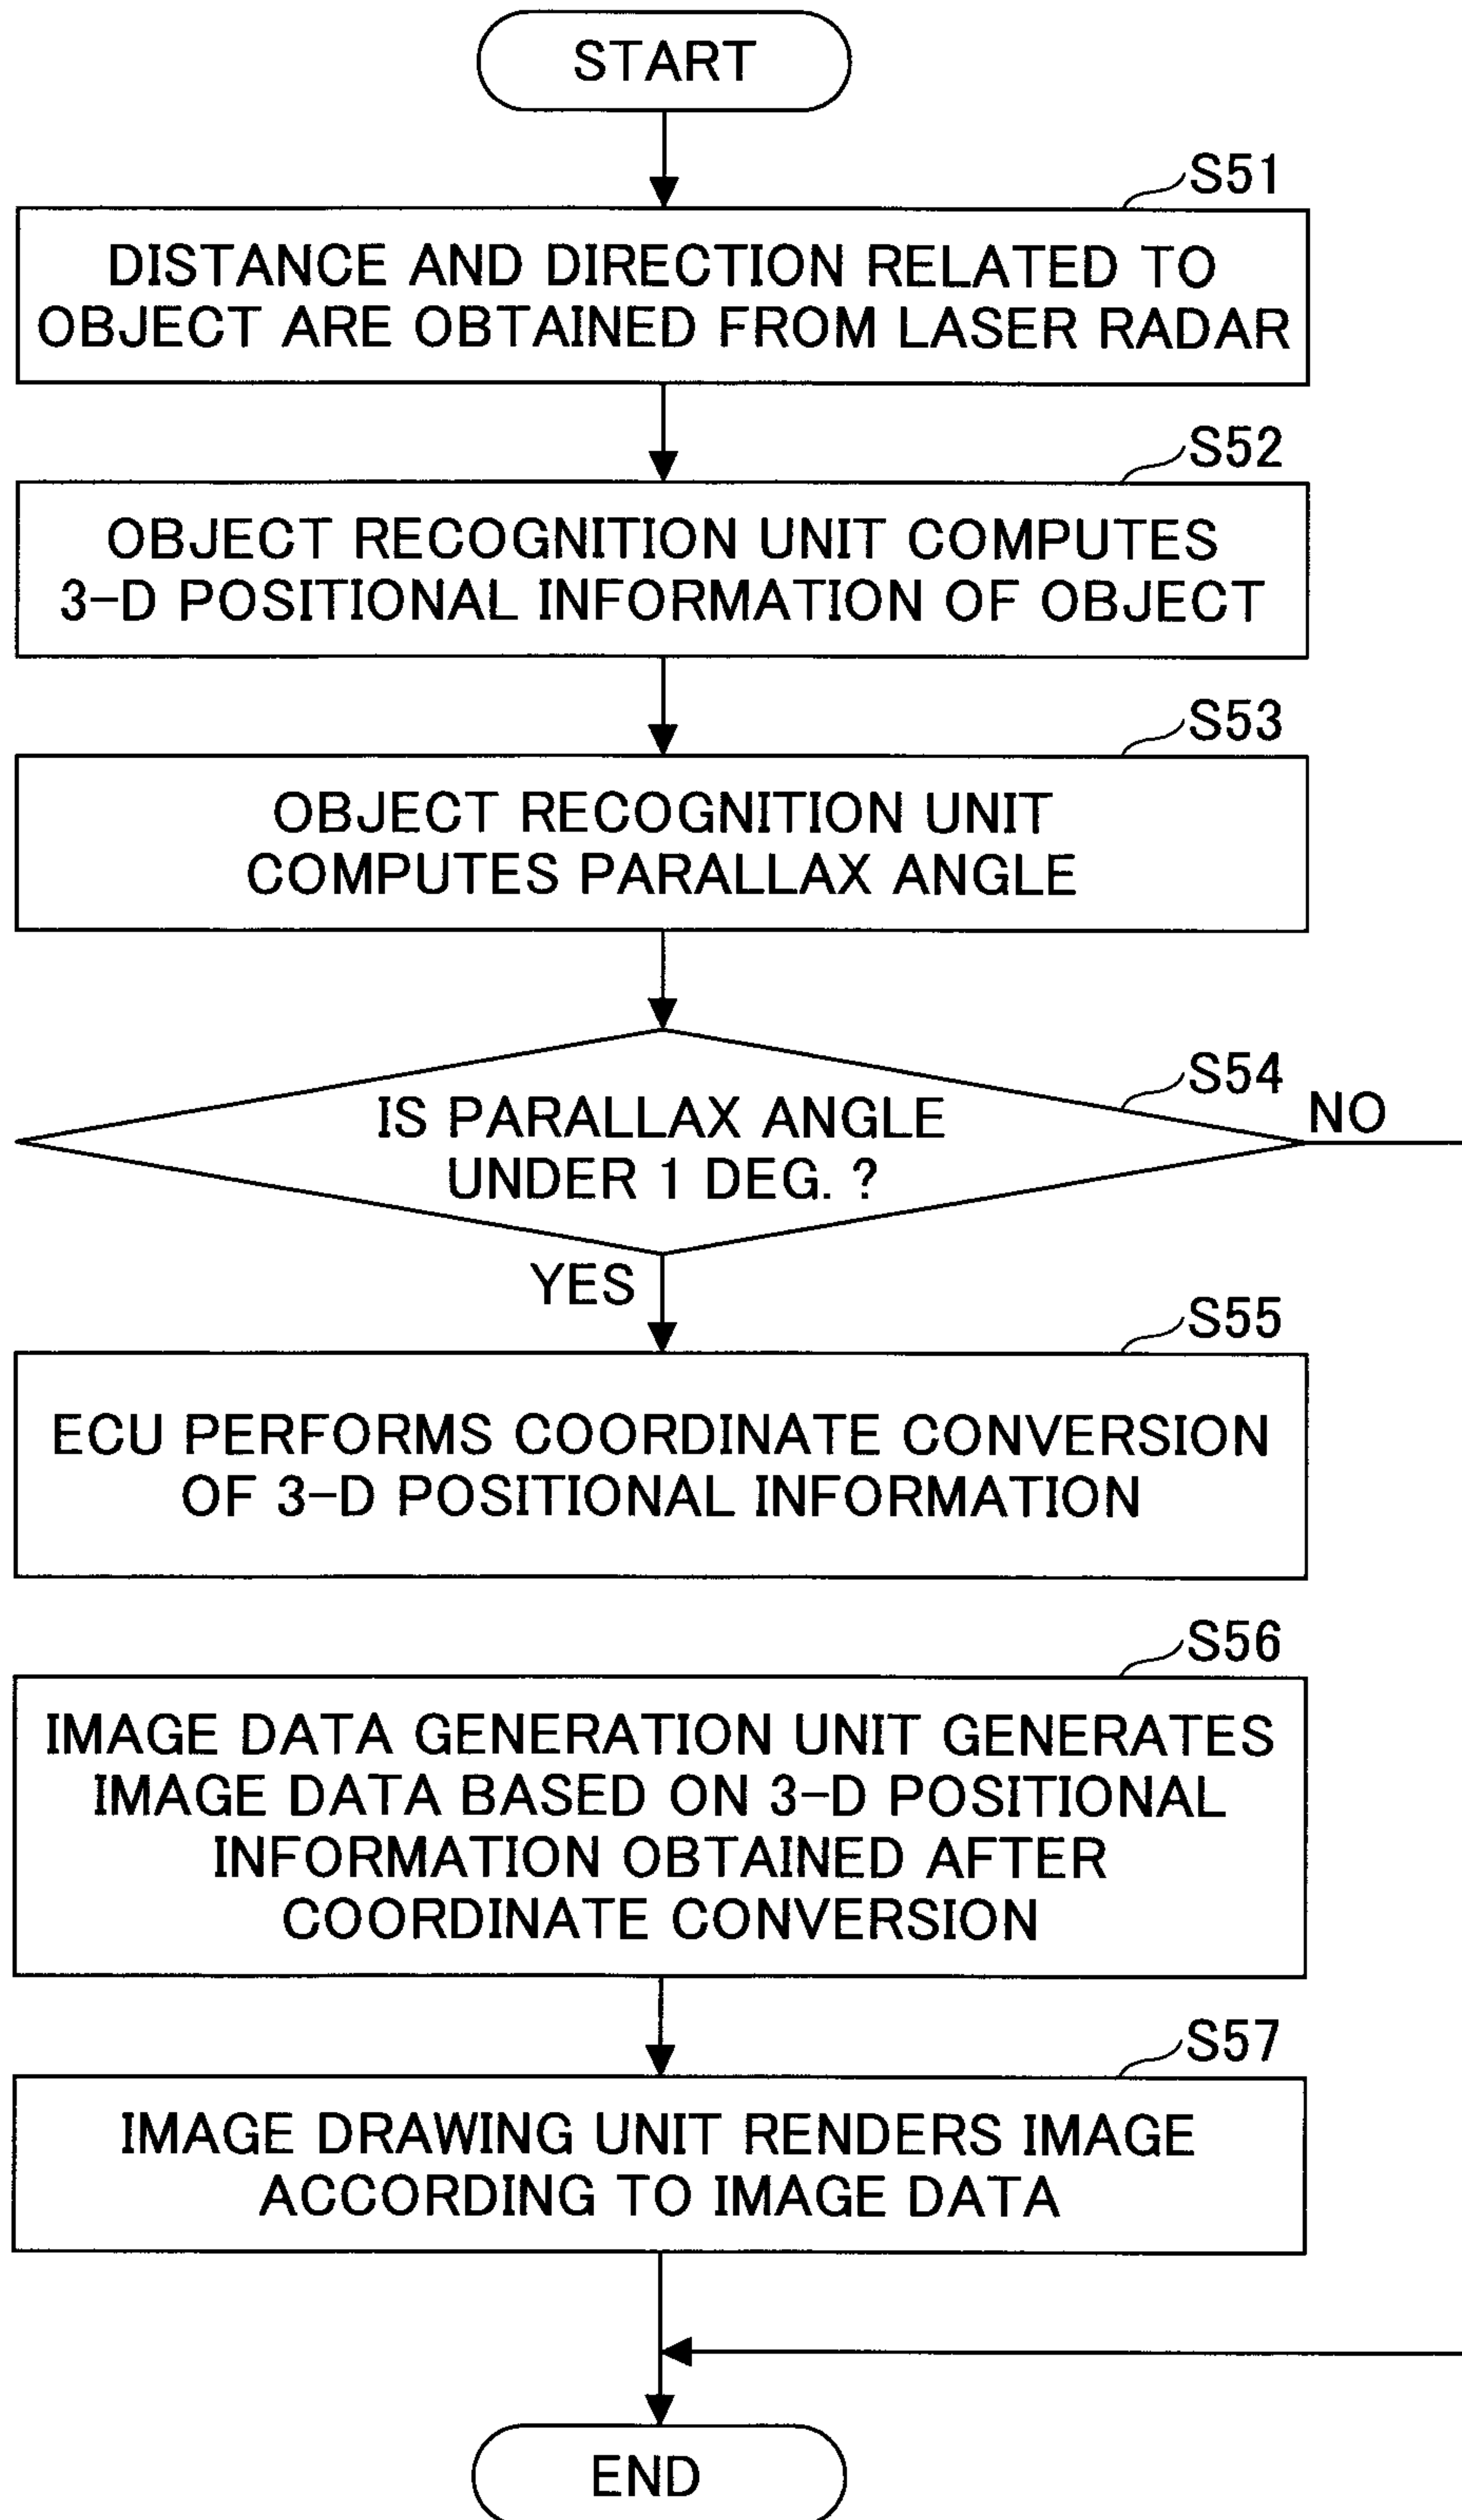 START
S51
DISTANCE AND DIRECTION RELATED TO
OBJECT ARE OBTAINED FROM LASER RADAR
S52
OBJECT RECOGNITION UNIT COMPUTES
3-D POSITIONAL INFORMATION OF OBJECT
S53
OBJECT RECOGNITION UNIT
COMPUTES PARALLAX ANGLE
S54
IS PARALLAX ANGLE
UNDER 1 DEG. ?
NO
YES
S55
ECU PERFORMS COORDINATE CONVERSION
OF 3-D POSITIONAL INFORMATION
S56
IMAGE DATA GENERATION UNIT GENERATES
IMAGE DATA BASED ON 3-D POSITIONAL
INFORMATION OBTAINED AFTER
COORDINATE CONVERSION
S57
IMAGE DRAWING UNIT RENDERS IMAGE
ACCORDING TO IMAGE DATA
END